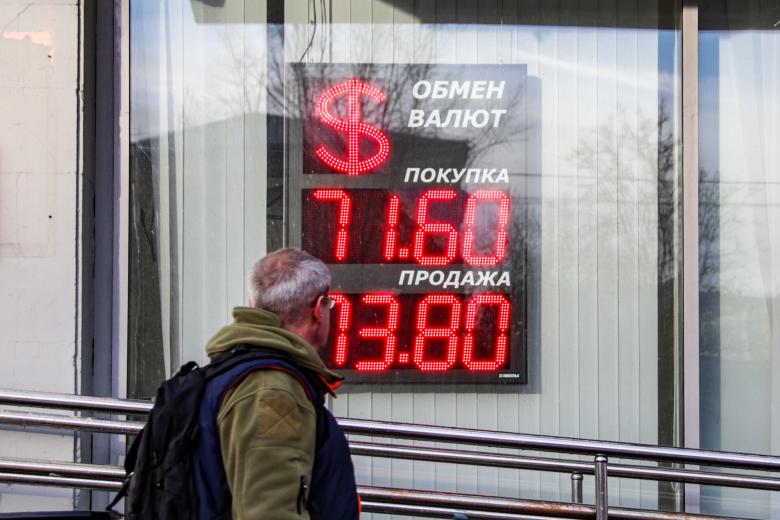 $
ОБМЕН
ВАЛЮТ
ПОКУПКА
71.60
ПРОДАЖА
73.80